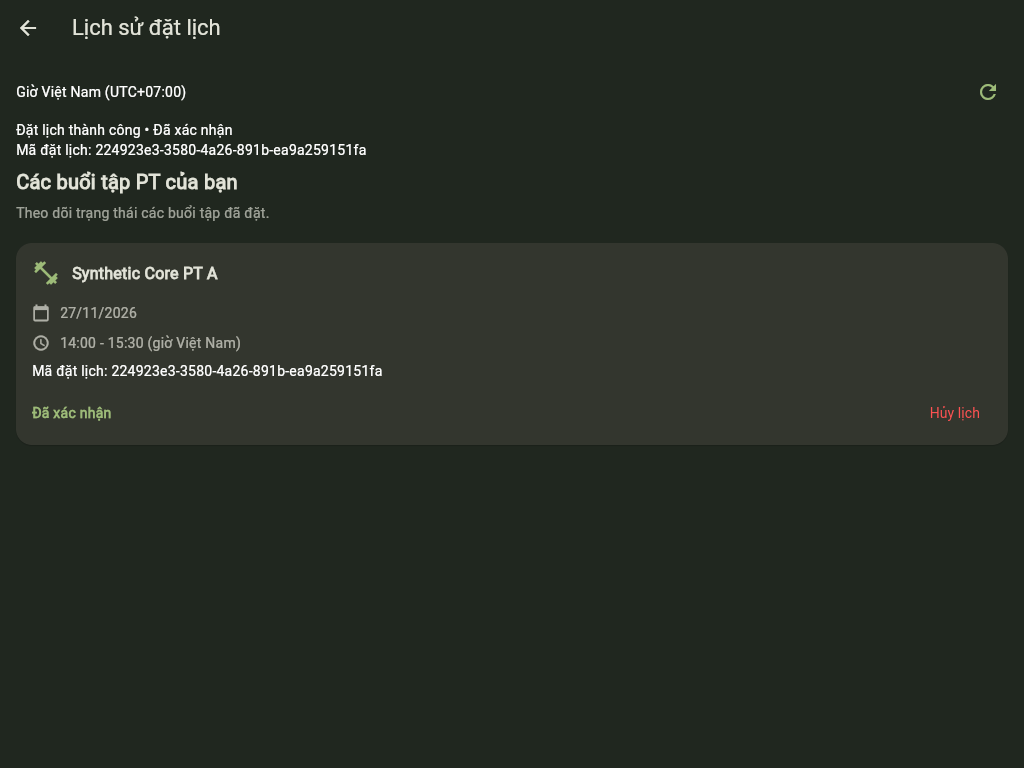 Lịch sử đặt lịch
Giờ Việt Nam (UTC+07:00)
Đặt lịch thành công • Đã xác nhận
Mã đặt lịch: 224923e3-3580-4a26-891b-ea9a259151fa
Các buổi tập PT của bạn
Theo dõi trạng thái các buổi tập đã đặt.
Synthetic Core PT A
27/11/2026
14:00 - 15:30 (giờ Việt Nam)
Mã đặt lịch: 224923e3-3580-4a26-891b-ea9a259151fa
Đã xác nhận
Hủy lịch